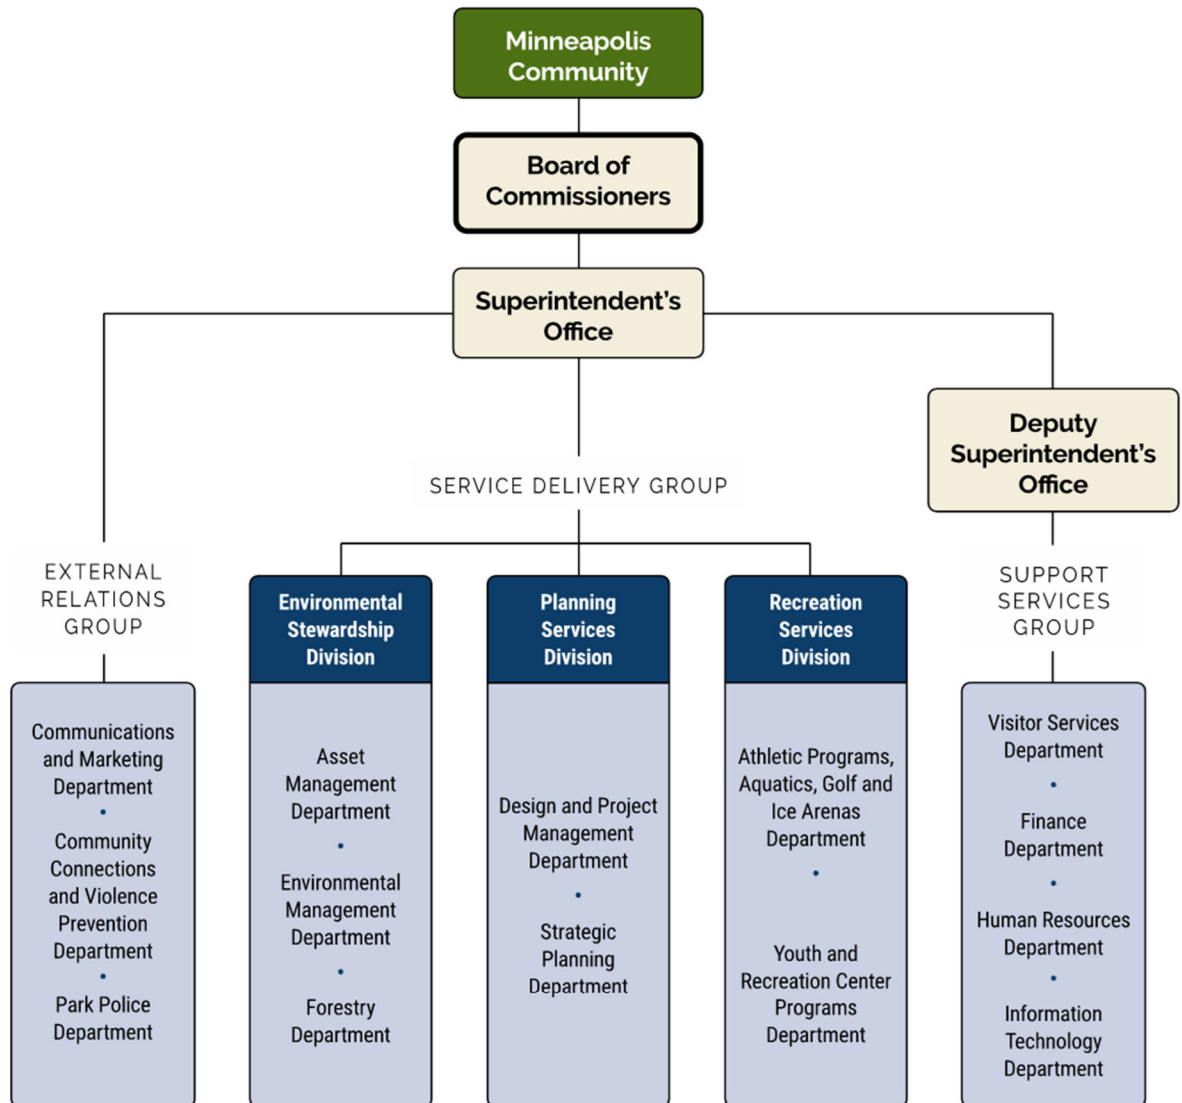 Minneapolis
Community
Board of
Commissioners
Superintendent's
Office
Deputy
Superintendent's
Office
SERVICE DELIVERY GROUP
EXTERNAL
RELATIONS
GROUP
Communications
and Marketing
Department
•
Community
Connections
and Violence
Prevention
Department
•
Park Police
Department
Environmental
Stewardship
Division
Asset
Management
Department
•
Environmental
Management
Department
•
Forestry
Department
Planning
Services
Division
Design and Project
Management
Department
•
Strategic
Planning
Department
Recreation
Services
Division
Athletic Programs,
Aquatics, Golf and
Ice Arenas
Department
•
Youth and
Recreation Center
Programs
Department
SUPPORT
SERVICES
GROUP
Visitor Services
Department
•
Finance
Department
•
Human Resources
Department
•
Information
Technology
Department